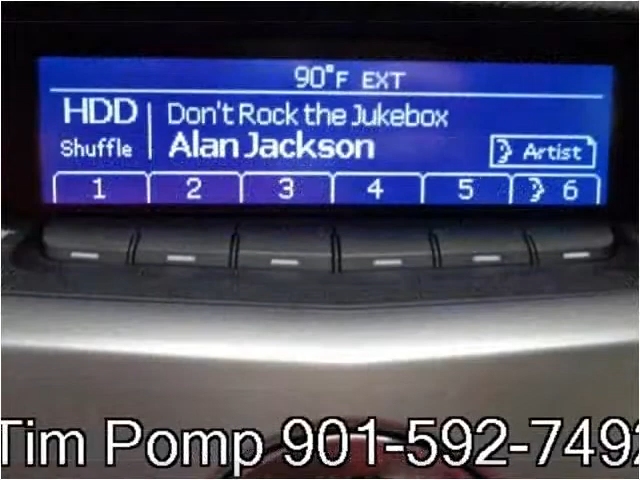 90°F EXT
HDD Don't Rock the Jukebox
Shuffle Alan Jackson Artist
1 2 3 4 5 6
Tim Pomp 901-592-7492